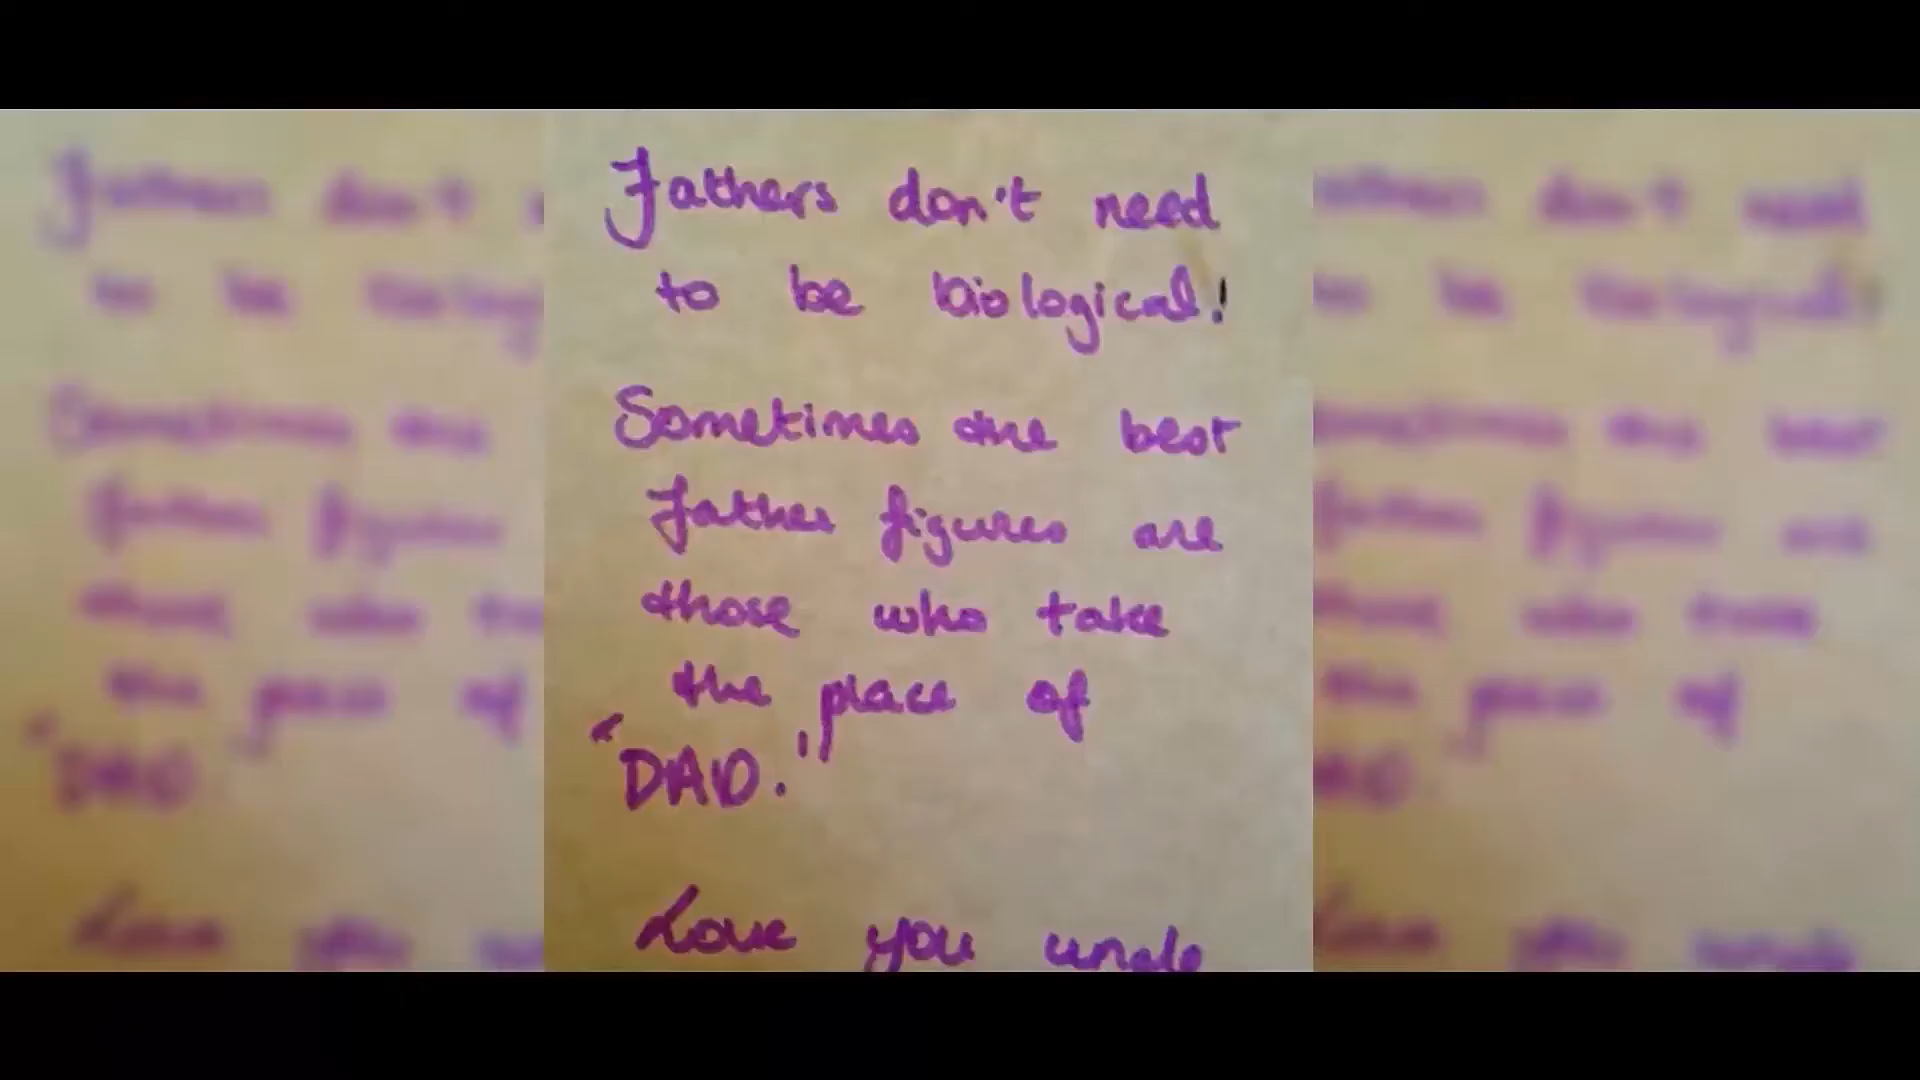 Fathers don't need
to be biological!
Sometimes the best
father figures are
those who take
the place of
"DAD."
Love you uncle